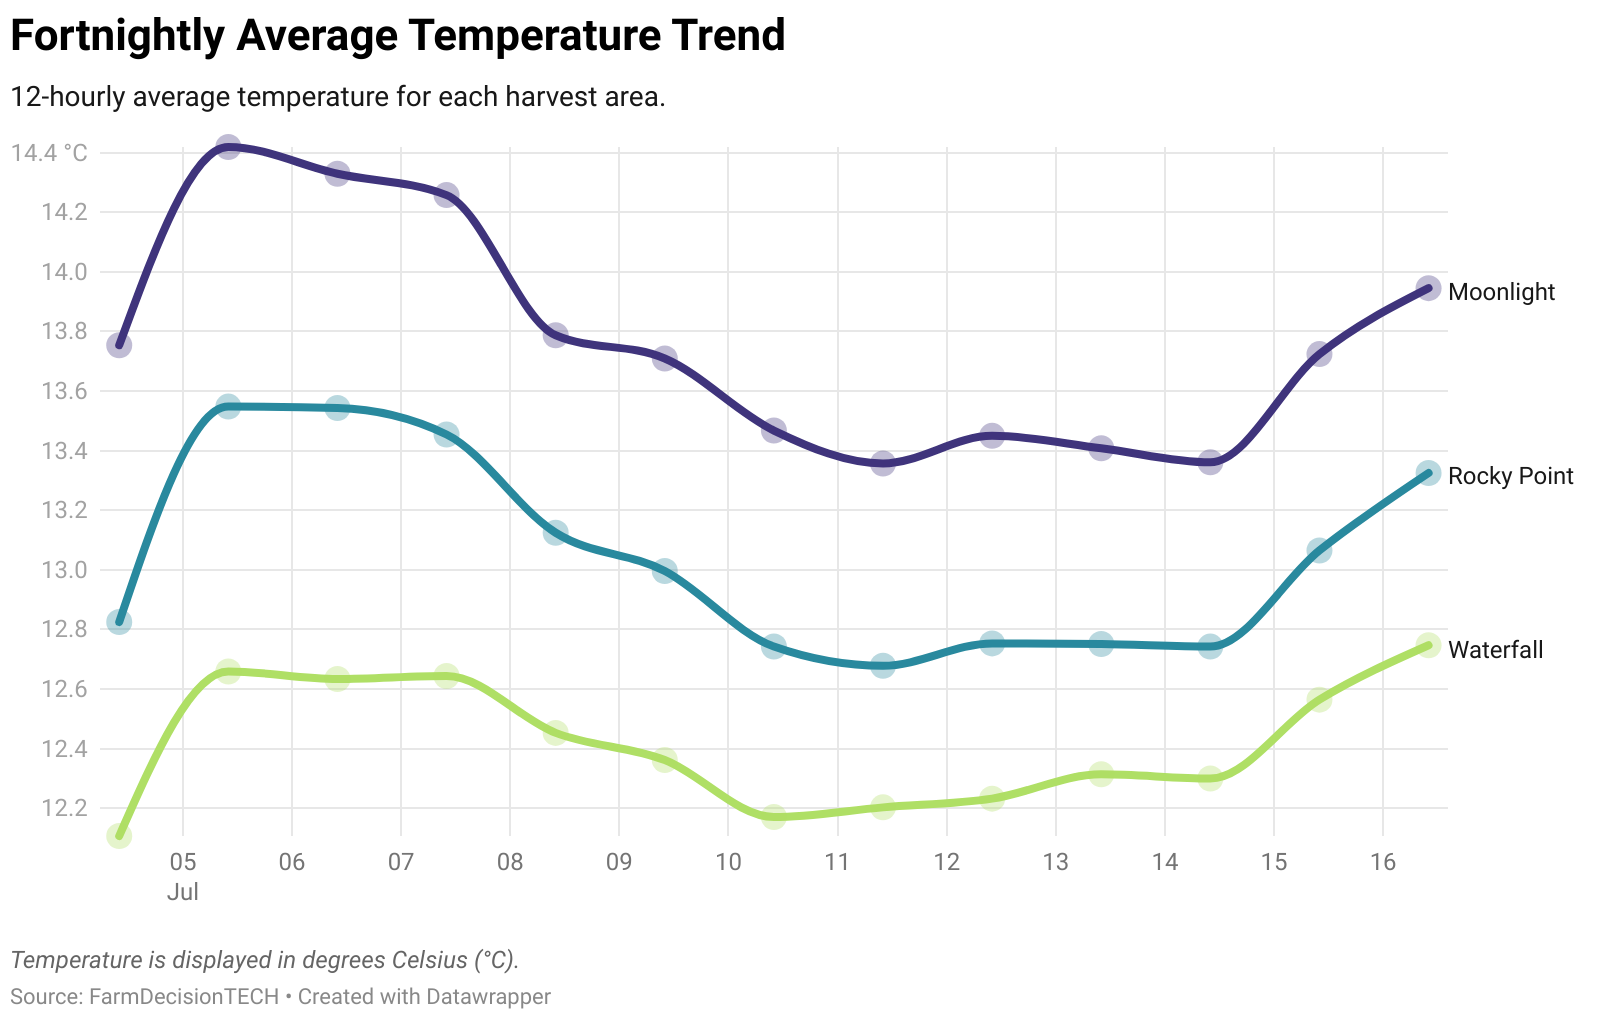 Fortnightly Average Temperature Trend
12-hourly average temperature for each harvest area.
14.4 °C
14.2
14.0
13.8
13.6
13.4
13.2
13.0
12.8
12.6
12.4
12.2
Moonlight
Rocky Point
Waterfall
05 06 07 08 09 10 11 12 13 14 15 16
Jul
Temperature is displayed in degrees Celsius (°C).
Source: FarmDecisionTECH • Created with Datawrapper